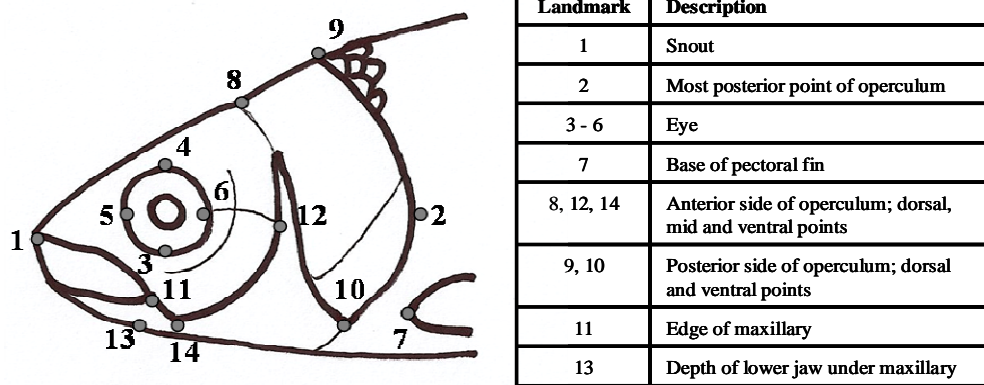 9
8
4
6
5
2
12
1
3
11
10
13
14
7
Landmark Description
1 Snout
2 Most posterior point of operculum
3 - 6 Eye
7 Base of pectoral fin
8, 12, 14 Anterior side of operculum; dorsal,
mid and ventral points
9, 10 Posterior side of operculum; dorsal
and ventral points
11 Edge of maxillary
13 Depth of lower jaw under maxillary